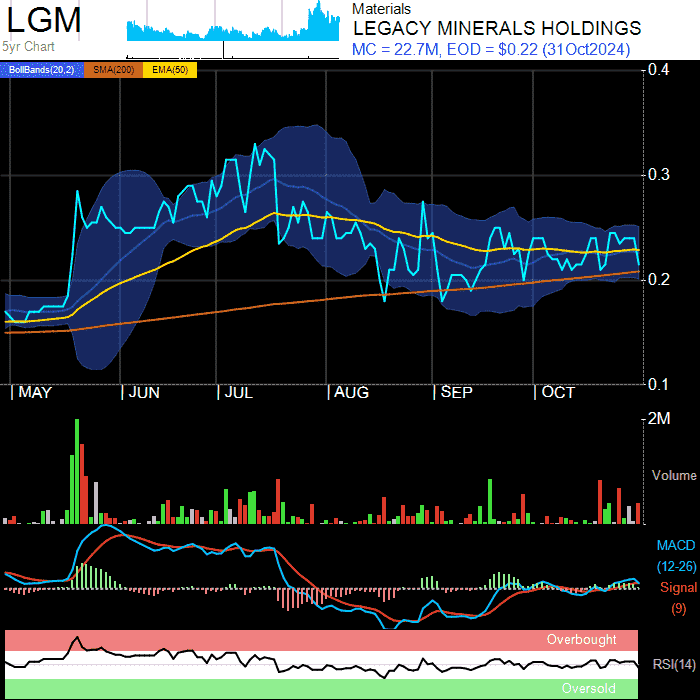 LGM
5yr Chart
Materials
LEGACY MINERALS HOLDINGS
MC = 22.7M, EOD = $0.22 (31Oct2024)
BollBands(20,2) SMA(200) EMA(50)
0.4
0.3
0.2
0.1
MAY JUN JUL AUG SEP OCT
2M
Volume
MACD
(12-26)
Signal
(9)
Overbought
RSI(14)
Oversold